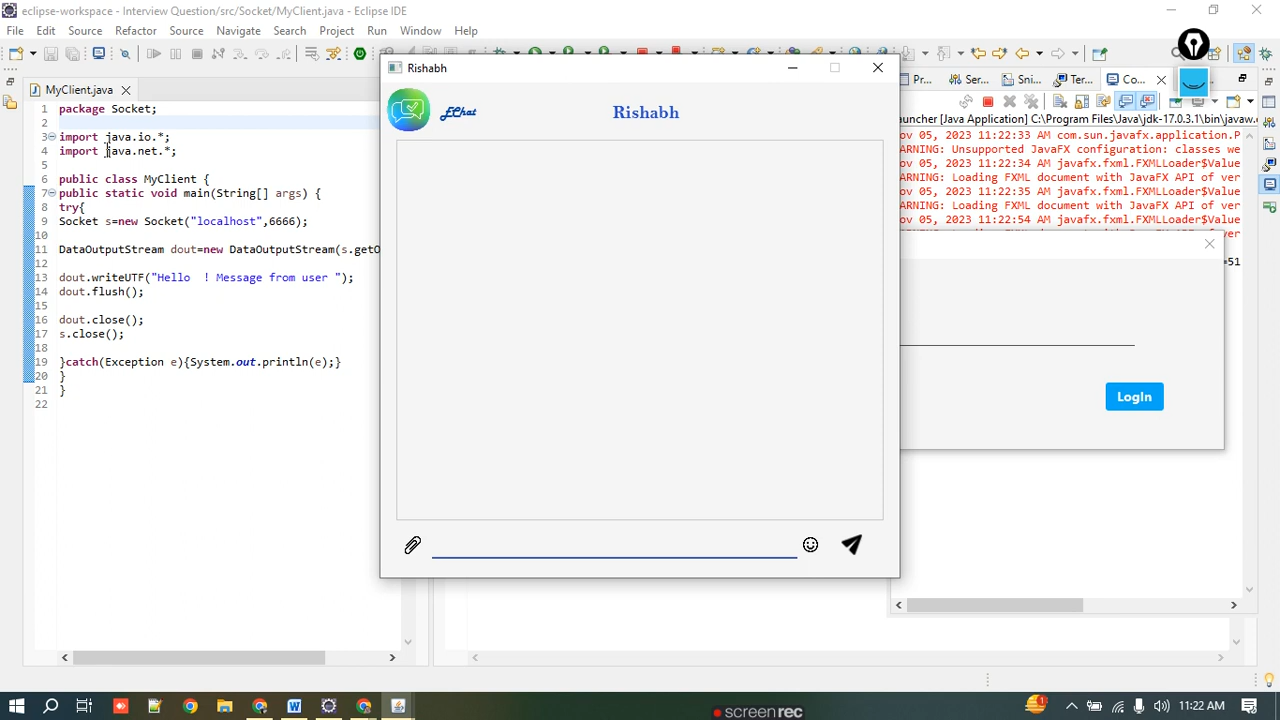 eclipse-workspace - Interview Question/src/Socket/MyClient.java - Eclipse IDE
File Edit Source Refactor Source Navigate Search Project Run Window Help
MyClient.java
1 package Socket;
2
3 import java.io.*;
4 import java.net.*;
5
6 public class MyClient {
7 public static void main(String[] args) {
8 try{
9 Socket s=new Socket("localhost",6666);
10
11 DataOutputStream dout=new DataOutputStream(s.getO
12
13 dout.writeUTF("Hello  ! Message from user ");
14 dout.flush();
15
16 dout.close();
17 s.close();
18
19 }catch(Exception e){System.out.println(e);}
20 }
21 }
22
Rishabh
EChat
Rishabh
Pr... Ser... Sni... Ter... Co...
auncher [Java Application] C:\Program Files\Java\jdk-17.0.3.1\bin\javaw
ov 05, 2023 11:22:33 AM com.sun.javafx.application.P
ARNING: Unsupported JavaFX configuration: classes we
ov 05, 2023 11:22:34 AM javafx.fxml.FXMLLoader$Value
ARNING: Loading FXML document with JavaFX API of ver
ov 05, 2023 11:22:35 AM javafx.fxml.FXMLLoader$Value
ARNING: Loading FXML document with JavaFX API of ver
ov 05, 2023 11:22:54 AM javafx.fxml.FXMLLoader$Value
=51
LogIn
1
11:22 AM
screenrec